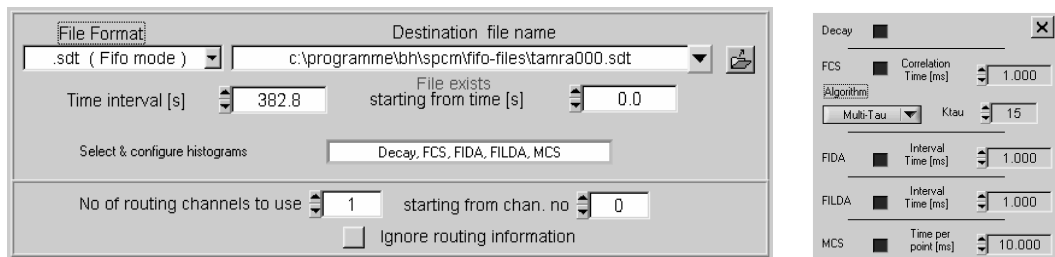 File Format
Destination file name
.sdt ( Fifo mode )
c:\programme\bh\spcm\fifo-files\tamra000.sdt
File exists
Time interval [s]
382.8
starting from time [s]
0.0
Select & configure histograms
Decay, FCS, FIDA, FILDA, MCS
No of routing channels to use
1
starting from chan. no
0
Ignore routing information
Decay
FCS
Correlation
Time [ms]
1.000
Algorithm
Multi-Tau
Ktau
15
FIDA
Interval
Time [ms]
1.000
FILDA
Interval
Time [ms]
1.000
MCS
Time per
point [ms]
10.000